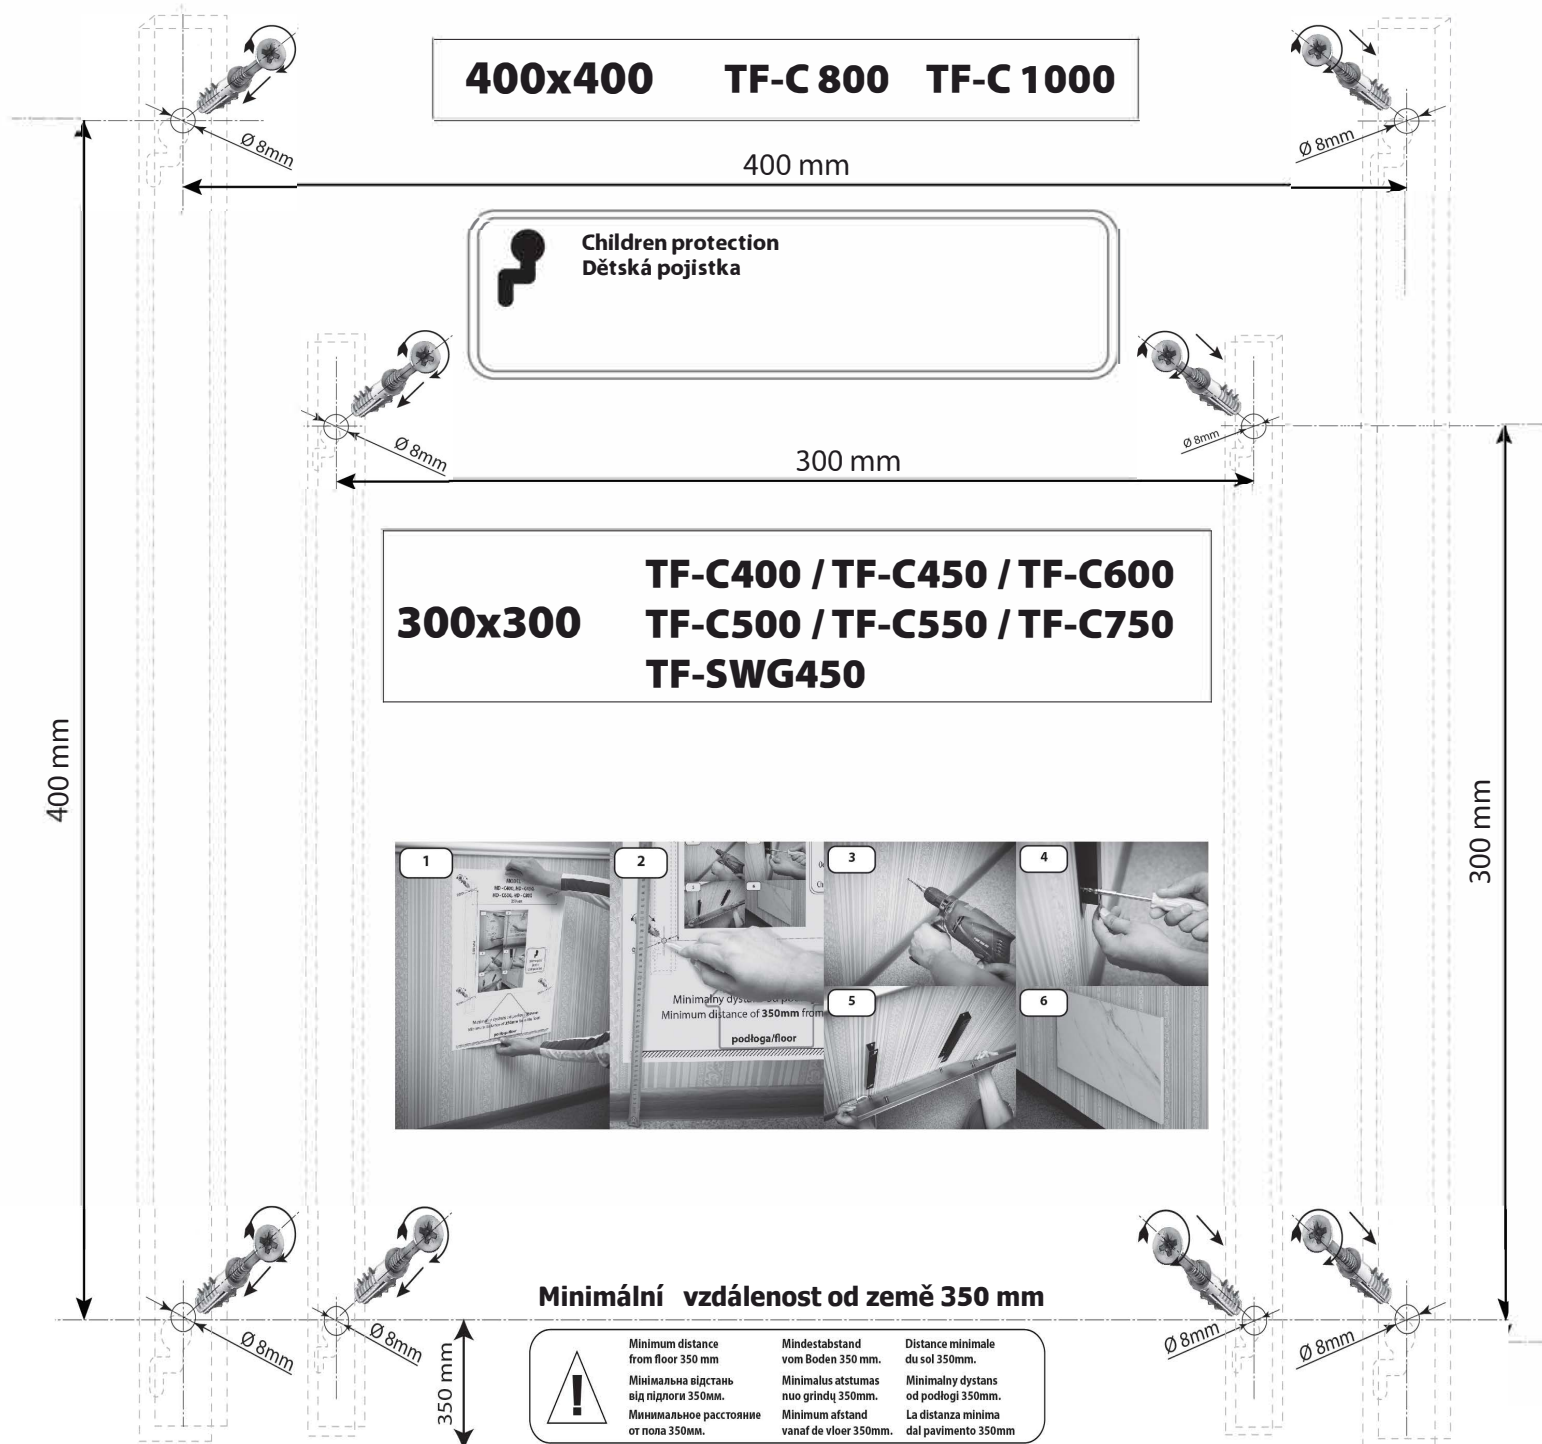 400x400 TF-C 800 TF-C 1000
Ø 8mm
Ø 8mm
400 mm
Children protection
Dětská pojistka
Ø 8mm
Ø 8mm
300 mm
300x300
TF-C400 / TF-C450 / TF-C600
TF-C500 / TF-C550 / TF-C750
TF-SWG450
400 mm
300 mm
1
2
3
4
5
6
Minimalny
Minimum distance of 350mm from
podłoga/floor
podłoga/floor
Minimální vzdálenost od země 350 mm
Ø 8mm
Ø 8mm
Ø 8mm
Ø 8mm
350 mm
!
Minimum distance
from floor 350 mm
Mindestabstand
vom Boden 350 mm.
Distance minimale
du sol 350mm.
Мінімальна відстань
від підлоги 350мм.
Minimalus atstumas
nuo grindų 350mm.
Minimalny dystans
od podłogi 350mm.
Минимальное расстояние
от пола 350мм.
Minimum afstand
vanaf de vloer 350mm.
La distanza minima
dal pavimento 350mm